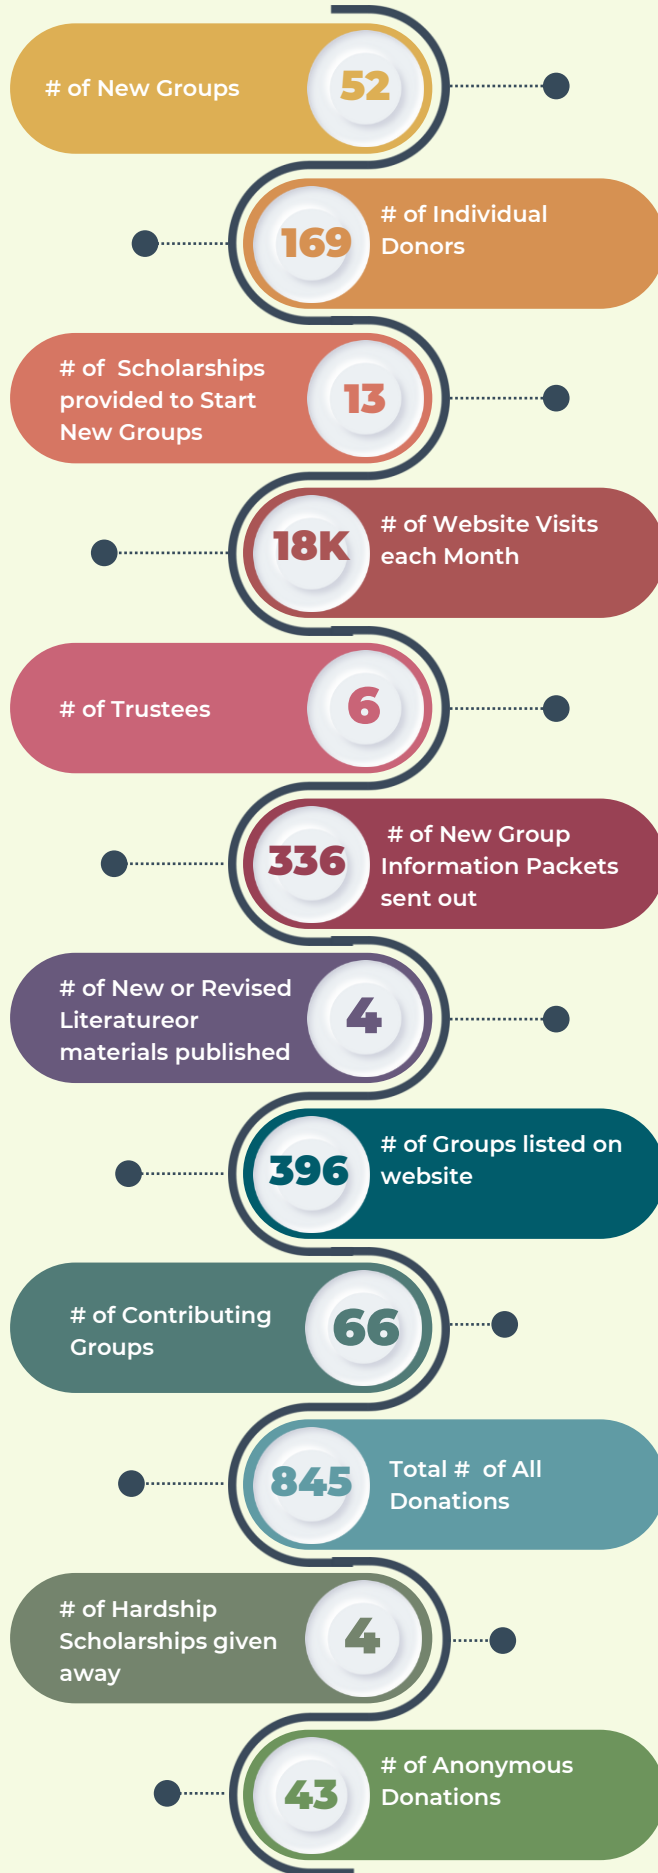 # of New Groups
52
169
# of Individual
Donors
# of  Scholarships
provided to Start
New Groups
13
18K
# of Website Visits
each Month
# of Trustees
6
336
# of New Group
Information Packets
sent out
# of New or Revised
Literatureor
materials published
4
396
# of Groups listed on
website
# of Contributing
Groups
66
845
Total #  of All
Donations
# of Hardship
Scholarships given
away
4
43
# of Anonymous
Donations